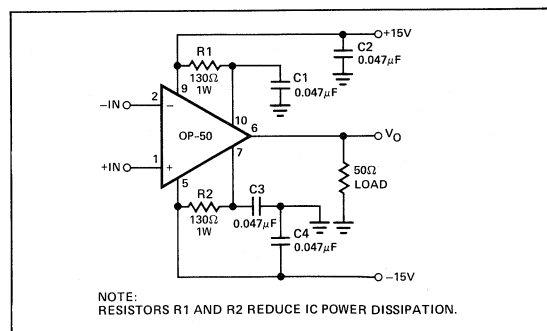 +15V
R1
C2
0.047μF
130Ω
1W
9
C1
0.047μF
–IN
2
–
10
OP-50
6
VO
+IN
1
+
7
50Ω
LOAD
5
R2
C3
130Ω
1W
0.047μF
C4
0.047μF
–15V
NOTE:
RESISTORS R1 AND R2 REDUCE IC POWER DISSIPATION.